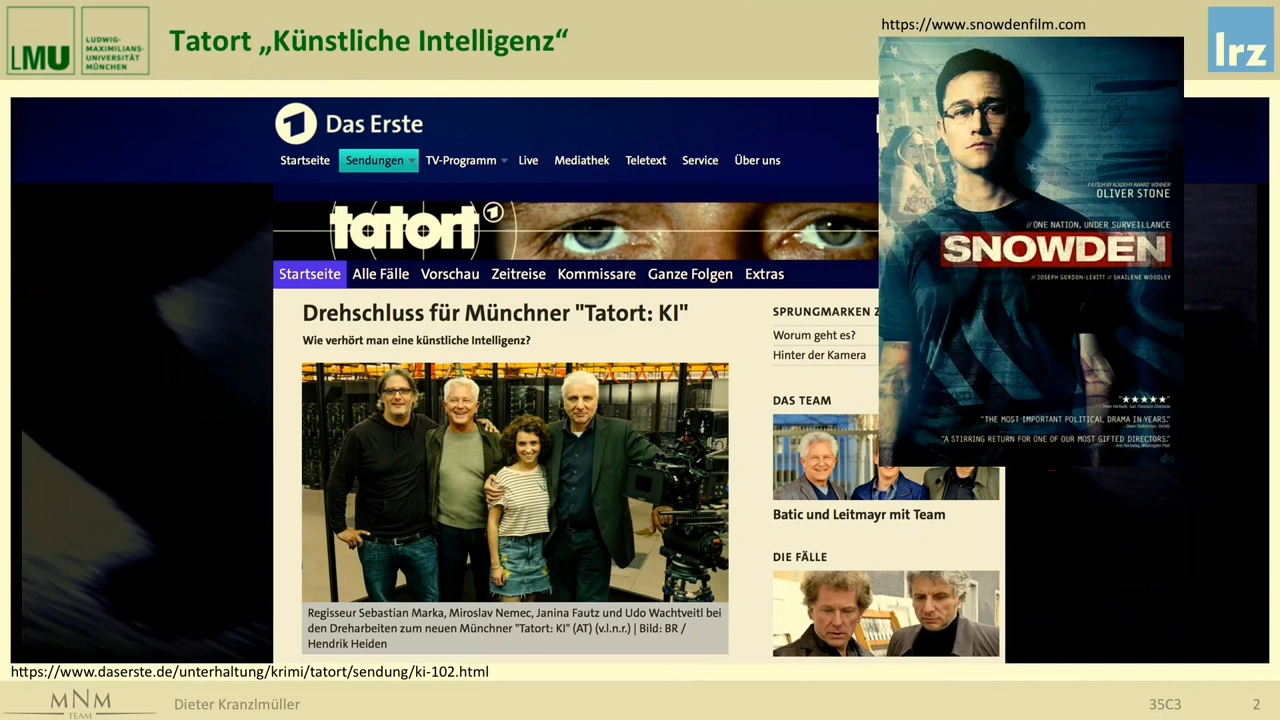 LMU
LUDWIG-
MAXIMILIANS-
UNIVERSITÄT
MÜNCHEN
Tatort „Künstliche Intelligenz“
https://www.snowdenfilm.com
lrz
Das Erste
Startseite Sendungen TV-Programm Live Mediathek Teletext Service Über uns
tatort
Startseite Alle Fälle Vorschau Zeitreise Kommissare Ganze Folgen Extras
Drehschluss für Münchner "Tatort: KI"
Wie verhört man eine künstliche Intelligenz?
Regisseur Sebastian Marka, Miroslav Nemec, Janina Fautz und Udo Wachtveitl bei
den Dreharbeiten zum neuen Münchner "Tatort: KI" (AT) (v.l.n.r.) | Bild: BR /
Hendrik Heiden
SPRUNGMARKEN Z
Worum geht es?
Hinter der Kamera
DAS TEAM
Batic und Leitmayr mit Team
DIE FÄLLE
// A FILM BY ACADEMY AWARD WINNER
OLIVER STONE
// ONE NATION, UNDER SURVEILLANCE
SNOWDEN
// JOSEPH GORDON-LEVITT // SHAILENE WOODLEY
★★★★★
"THE MOST IMPORTANT POLITICAL DRAMA IN YEARS."
"A STIRRING RETURN FOR ONE OF OUR MOST GIFTED DIRECTORS."
https://www.daserste.de/unterhaltung/krimi/tatort/sendung/ki-102.html
MNM
TEAM
Dieter Kranzlmüller
35C3
2